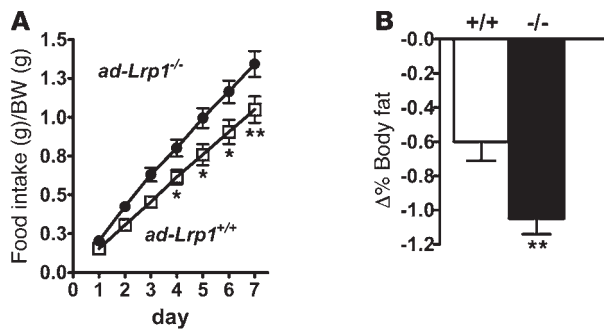 A
Food intake (g)/BW (g)
1.5
1.3
1.0
0.8
0.5
0.3
0.0
ad-Lrp1-/-
ad-Lrp1+/+
* * * **
0 1 2 3 4 5 6 7
day
B
+/+ -/-
Δ% Body fat
-0.0
-0.2
-0.4
-0.6
-0.8
-1.0
-1.2
**